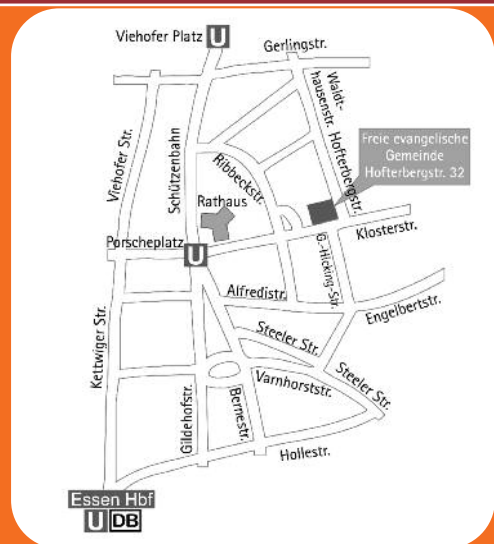 Viehofer Platz U
Gerlingstr.
Waldt-
hausenstr.
Hofterbergstr.
Viehofer Str.
Schützenbahn
Ribbeckstr.
Freie evangelische
Gemeinde
Hofterbergstr. 32
Rathaus
Porscheplatz
U
Klosterstr.
G.-Hicking-Str.
Alfredistr.
Engelbertstr.
Kettwiger Str.
Steeler Str.
Steeler Str.
Varnhorststr.
Gildehofstr.
Bernestr.
Hollestr.
Essen Hbf
U DB